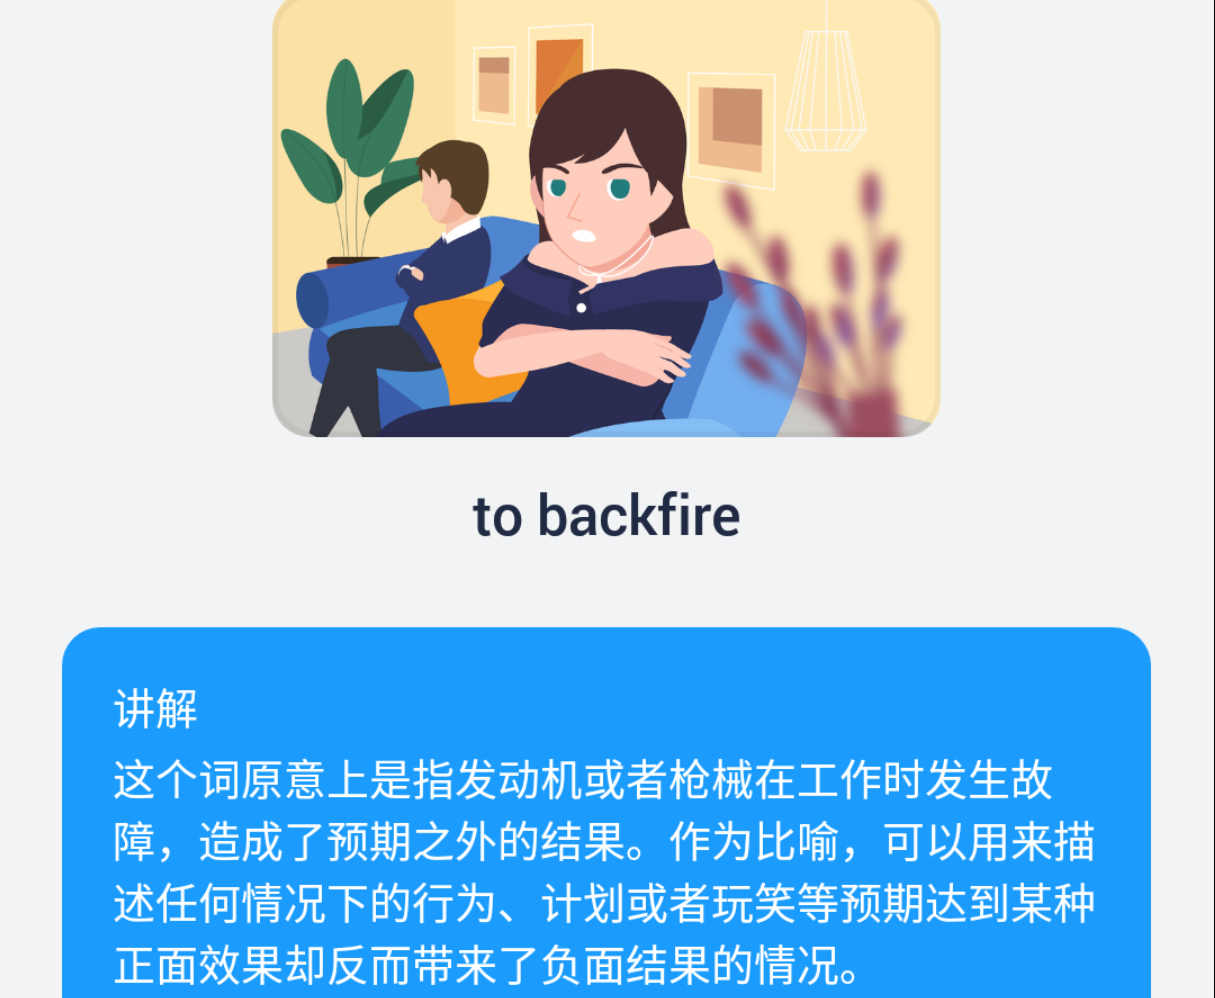 to backfire
讲解
这个词原意上是指发动机或者枪械在工作时发生故
障，造成了预期之外的结果。作为比喻，可以用来描
述任何情况下的行为、计划或者玩笑等预期达到某种
正面效果却反而带来了负面结果的情况。